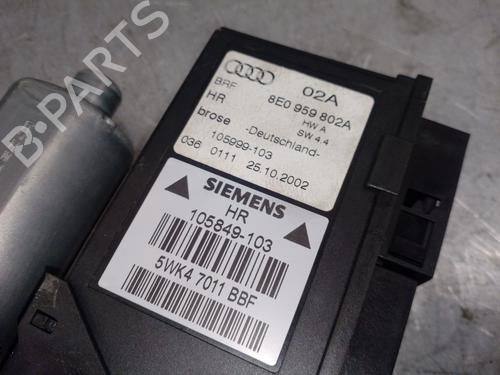 B-PARTS
02A
BRF
8E0 959 802A
HR
HW A
SW 4.4
brose
-Deutschland-
105999-103
036 0111 25.10.2002
SIEMENS
HR
105849-103
5WK4 7011 BBF